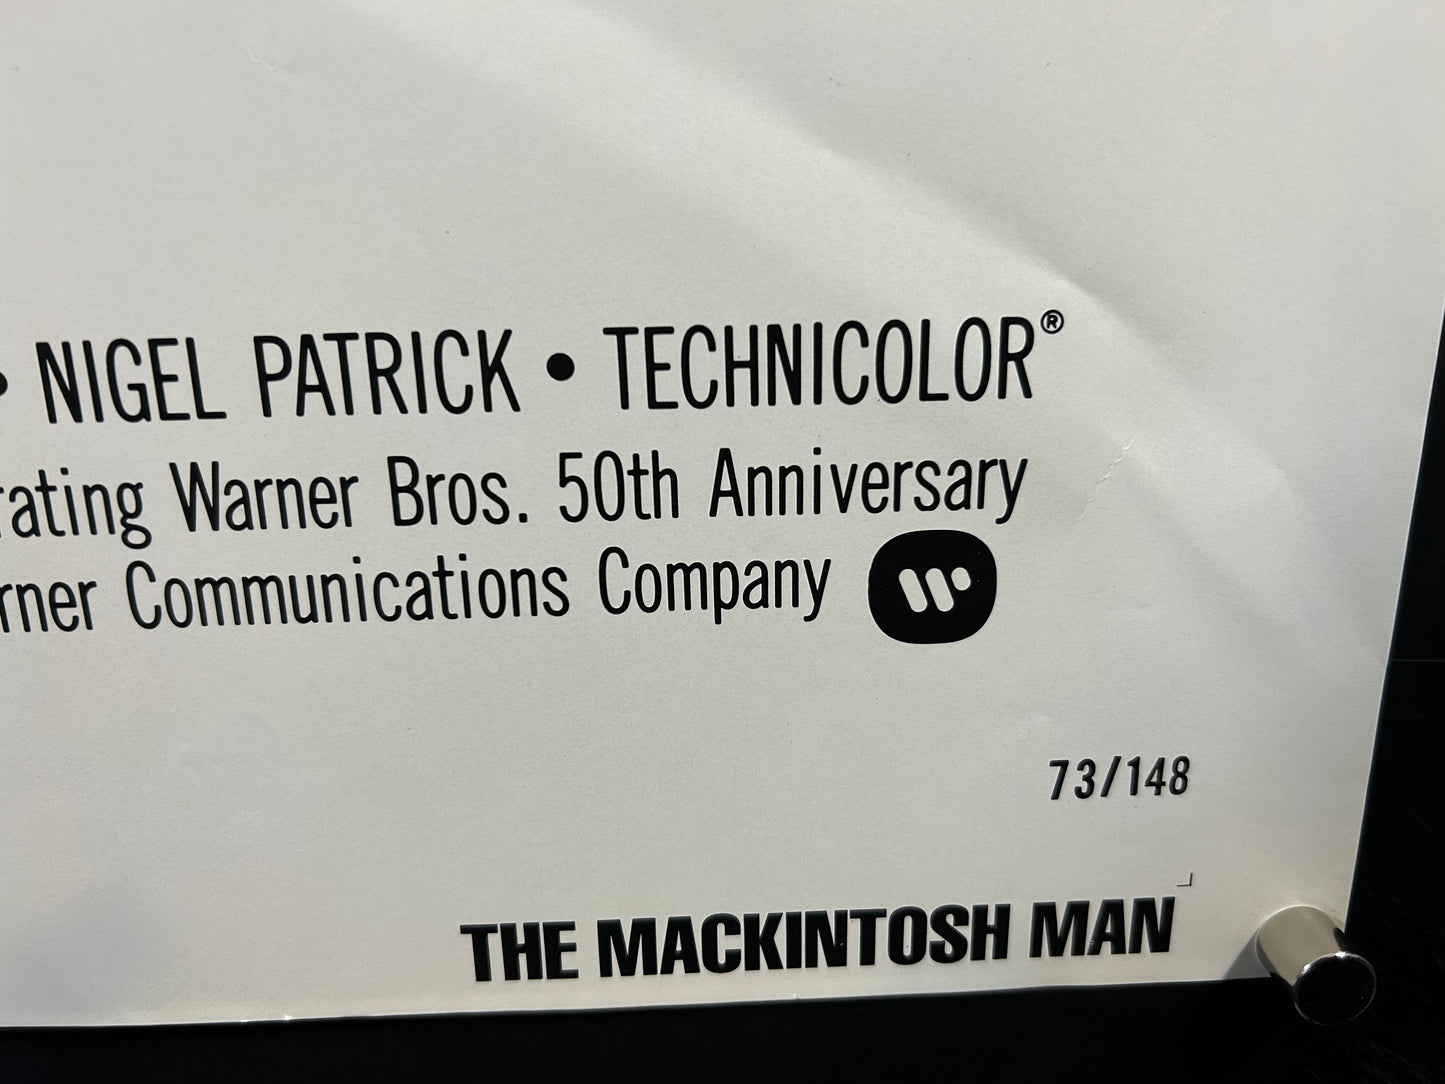 • NIGEL PATRICK • TECHNICOLOR®
rating Warner Bros. 50th Anniversary
rner Communications Company
73/148
THE MACKINTOSH MAN